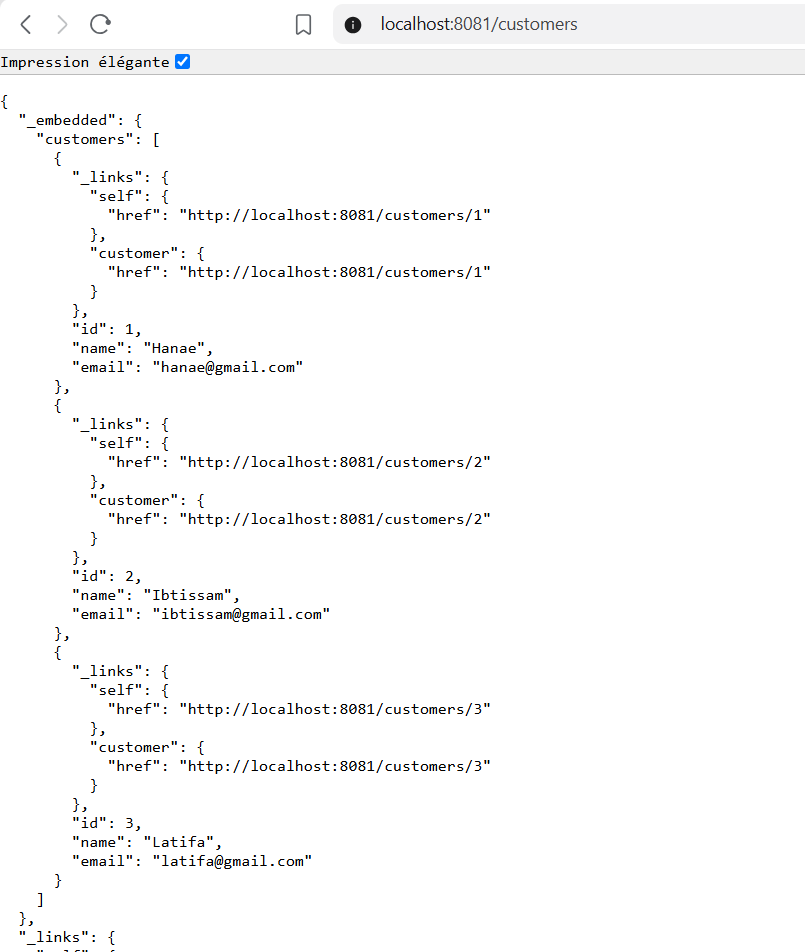 localhost:8081/customers
Impression élégante
{
  "_embedded": {
    "customers": [
      {
        "_links": {
          "self": {
            "href": "http://localhost:8081/customers/1"
          },
          "customer": {
            "href": "http://localhost:8081/customers/1"
          }
        },
        "id": 1,
        "name": "Hanae",
        "email": "hanae@gmail.com"
      },
      {
        "_links": {
          "self": {
            "href": "http://localhost:8081/customers/2"
          },
          "customer": {
            "href": "http://localhost:8081/customers/2"
          }
        },
        "id": 2,
        "name": "Ibtissam",
        "email": "ibtissam@gmail.com"
      },
      {
        "_links": {
          "self": {
            "href": "http://localhost:8081/customers/3"
          },
          "customer": {
            "href": "http://localhost:8081/customers/3"
          }
        },
        "id": 3,
        "name": "Latifa",
        "email": "latifa@gmail.com"
      }
    ]
  },
  "_links": {